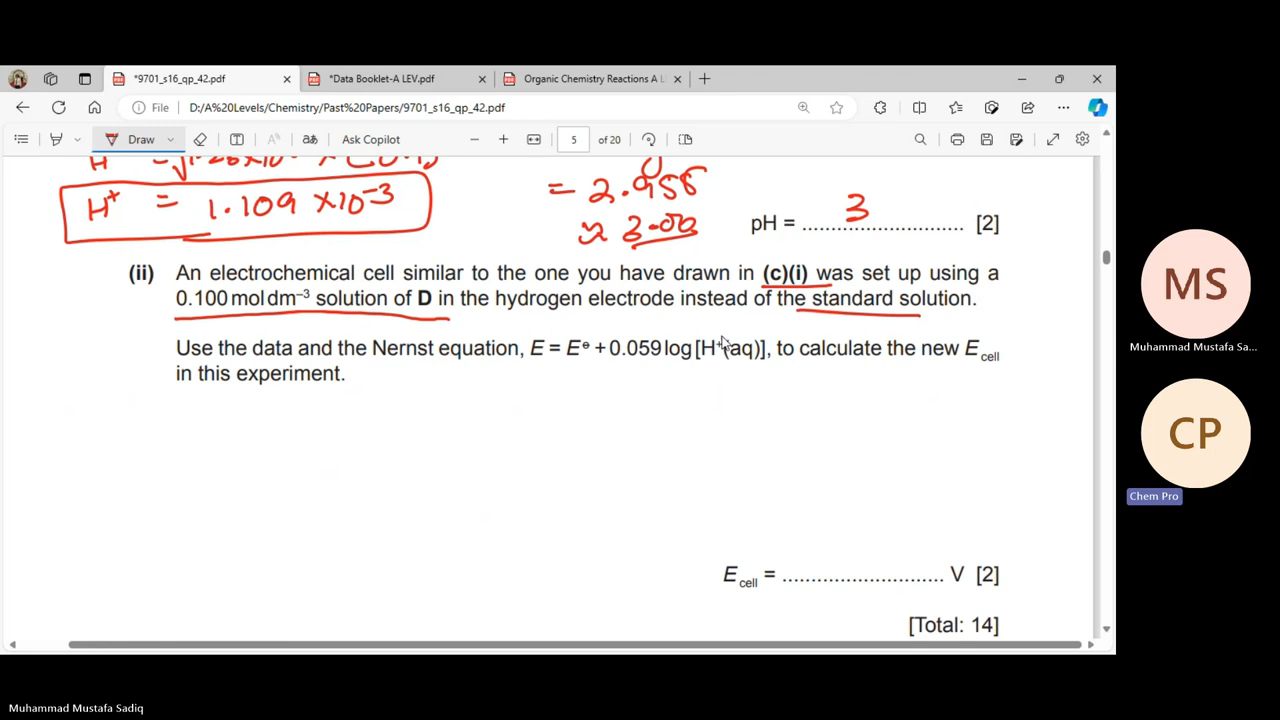 *9701_s16_qp_42.pdf
*Data Booklet-A LEV.pdf
Organic Chemistry Reactions A L
File
D:/A%20Levels/Chemistry/Past%20Papers/9701_s16_qp_42.pdf
Draw
Ask Copilot
5 of 20
H⁺ = 1.109 ×10⁻³
= 2.956
≈ 3.00
pH = 3 [2]
(ii) An electrochemical cell similar to the one you have drawn in (c)(i) was set up using a
0.100 mol dm⁻³ solution of D in the hydrogen electrode instead of the standard solution.
Use the data and the Nernst equation, E = E⦵ + 0.059 log [H⁺(aq)], to calculate the new E cell
in this experiment.
E cell = ........................... V [2]
[Total: 14]
MS
Muhammad Mustafa Sa...
CP
Chem Pro
Muhammad Mustafa Sadiq